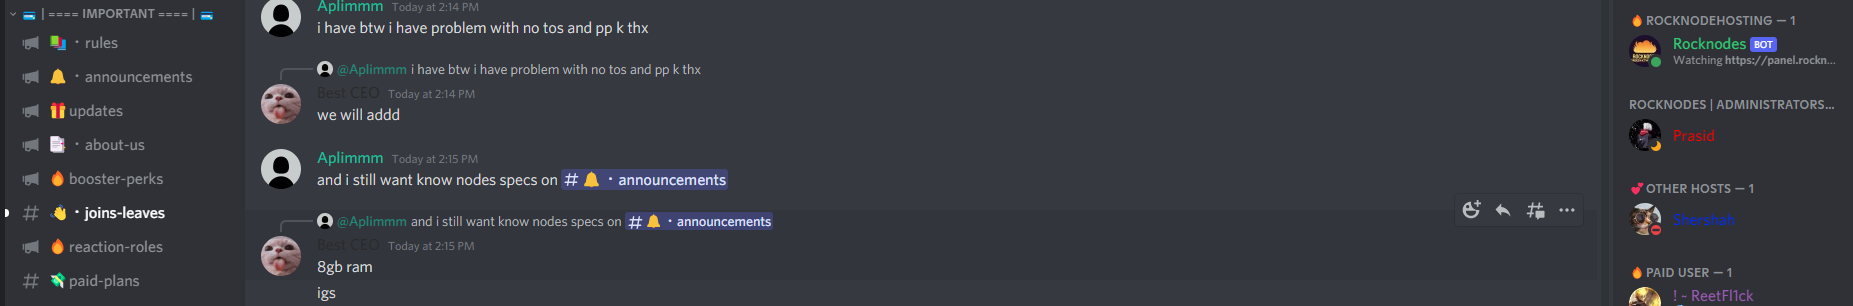 | ==== IMPORTANT ==== |
rules
announcements
updates
about-us
booster-perks
joins-leaves
reaction-roles
paid-plans
Aplimmm Today at 2:14 PM
i have btw i have problem with no tos and pp k thx
@Aplimmm i have btw i have problem with no tos and pp k thx
Best CEO Today at 2:14 PM
we will addd
Aplimmm Today at 2:15 PM
and i still want know nodes specs on # · announcements
@Aplimmm and i still want know nodes specs on # · announcements
Best CEO Today at 2:15 PM
8gb ram
igs
ROCKNODEHOSTING — 1
Rocknodes BOT
Watching https://panel.rockn...
ROCKNODES | ADMINISTRATORS...
Prasid
OTHER HOSTS — 1
Shershah
PAID USER — 1
! - ReetFl1ck